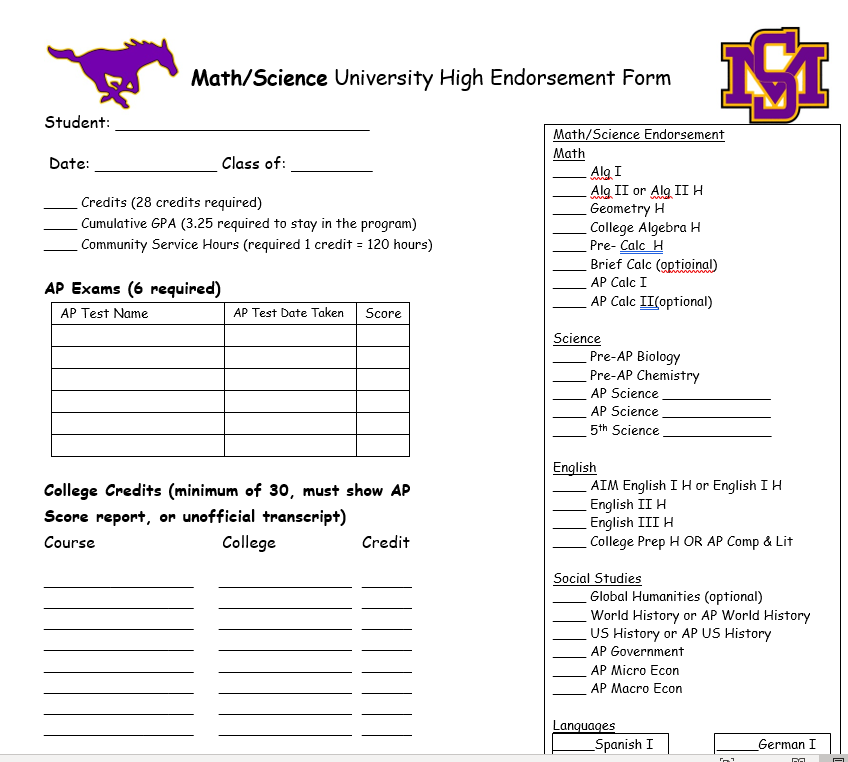 Math/Science University High Endorsement Form
SM
Student: ______________________________
Date: ______________ Class of: __________
____ Credits (28 credits required)
____ Cumulative GPA (3.25 required to stay in the program)
____ Community Service Hours (required 1 credit = 120 hours)
AP Exams (6 required)
AP Test Name AP Test Date Taken Score
College Credits (minimum of 30, must show AP
Score report, or unofficial transcript)
Course College Credit
Math/Science Endorsement
Math
____ Alg I
____ Alg II or Alg II H
____ Geometry H
____ College Algebra H
____ Pre- Calc H
____ Brief Calc (optioinal)
____ AP Calc I
____ AP Calc II(optional)
Science
____ Pre-AP Biology
____ Pre-AP Chemistry
____ AP Science _____________
____ AP Science _____________
____ 5th Science _____________
English
____ AIM English I H or English I H
____ English II H
____ English III H
____ College Prep H OR AP Comp & Lit
Social Studies
____ Global Humanities (optional)
____ World History or AP World History
____ US History or AP US History
____ AP Government
____ AP Micro Econ
____ AP Macro Econ
Languages
_____Spanish I _____German I